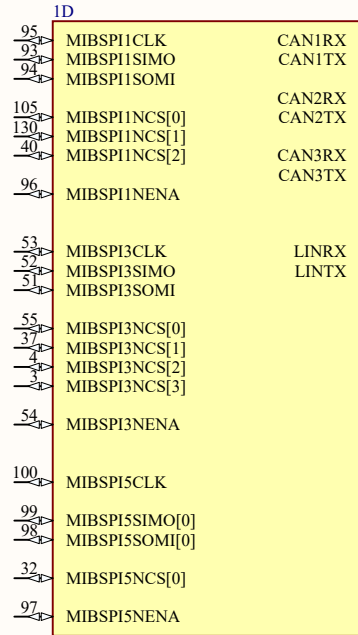 1D
95 MIBSPI1CLK CAN1RX
93 MIBSPI1SIMO CAN1TX
94 MIBSPI1SOMI
CAN2RX
105 MIBSPI1NCS[0] CAN2TX
130 MIBSPI1NCS[1]
40 MIBSPI1NCS[2] CAN3RX
CAN3TX
96 MIBSPI1NENA
53 MIBSPI3CLK LINRX
52 MIBSPI3SIMO LINTX
51 MIBSPI3SOMI
55 MIBSPI3NCS[0]
37 MIBSPI3NCS[1]
4 MIBSPI3NCS[2]
3 MIBSPI3NCS[3]
54 MIBSPI3NENA
100 MIBSPI5CLK
99 MIBSPI5SIMO[0]
98 MIBSPI5SOMI[0]
32 MIBSPI5NCS[0]
97 MIBSPI5NENA